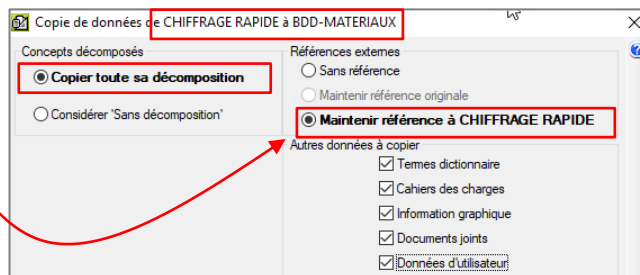 Copie de données de CHIFFRAGE RAPIDE à BDD-MATERIAUX
Concepts décomposés
Copier toute sa décomposition
Considérer 'Sans décomposition'
Références externes
Sans référence
Maintenir référence originale
Maintenir référence à CHIFFRAGE RAPIDE
Autres données à copier
Termes dictionnaire
Cahiers des charges
Information graphique
Documents joints
Données d'utilisateur